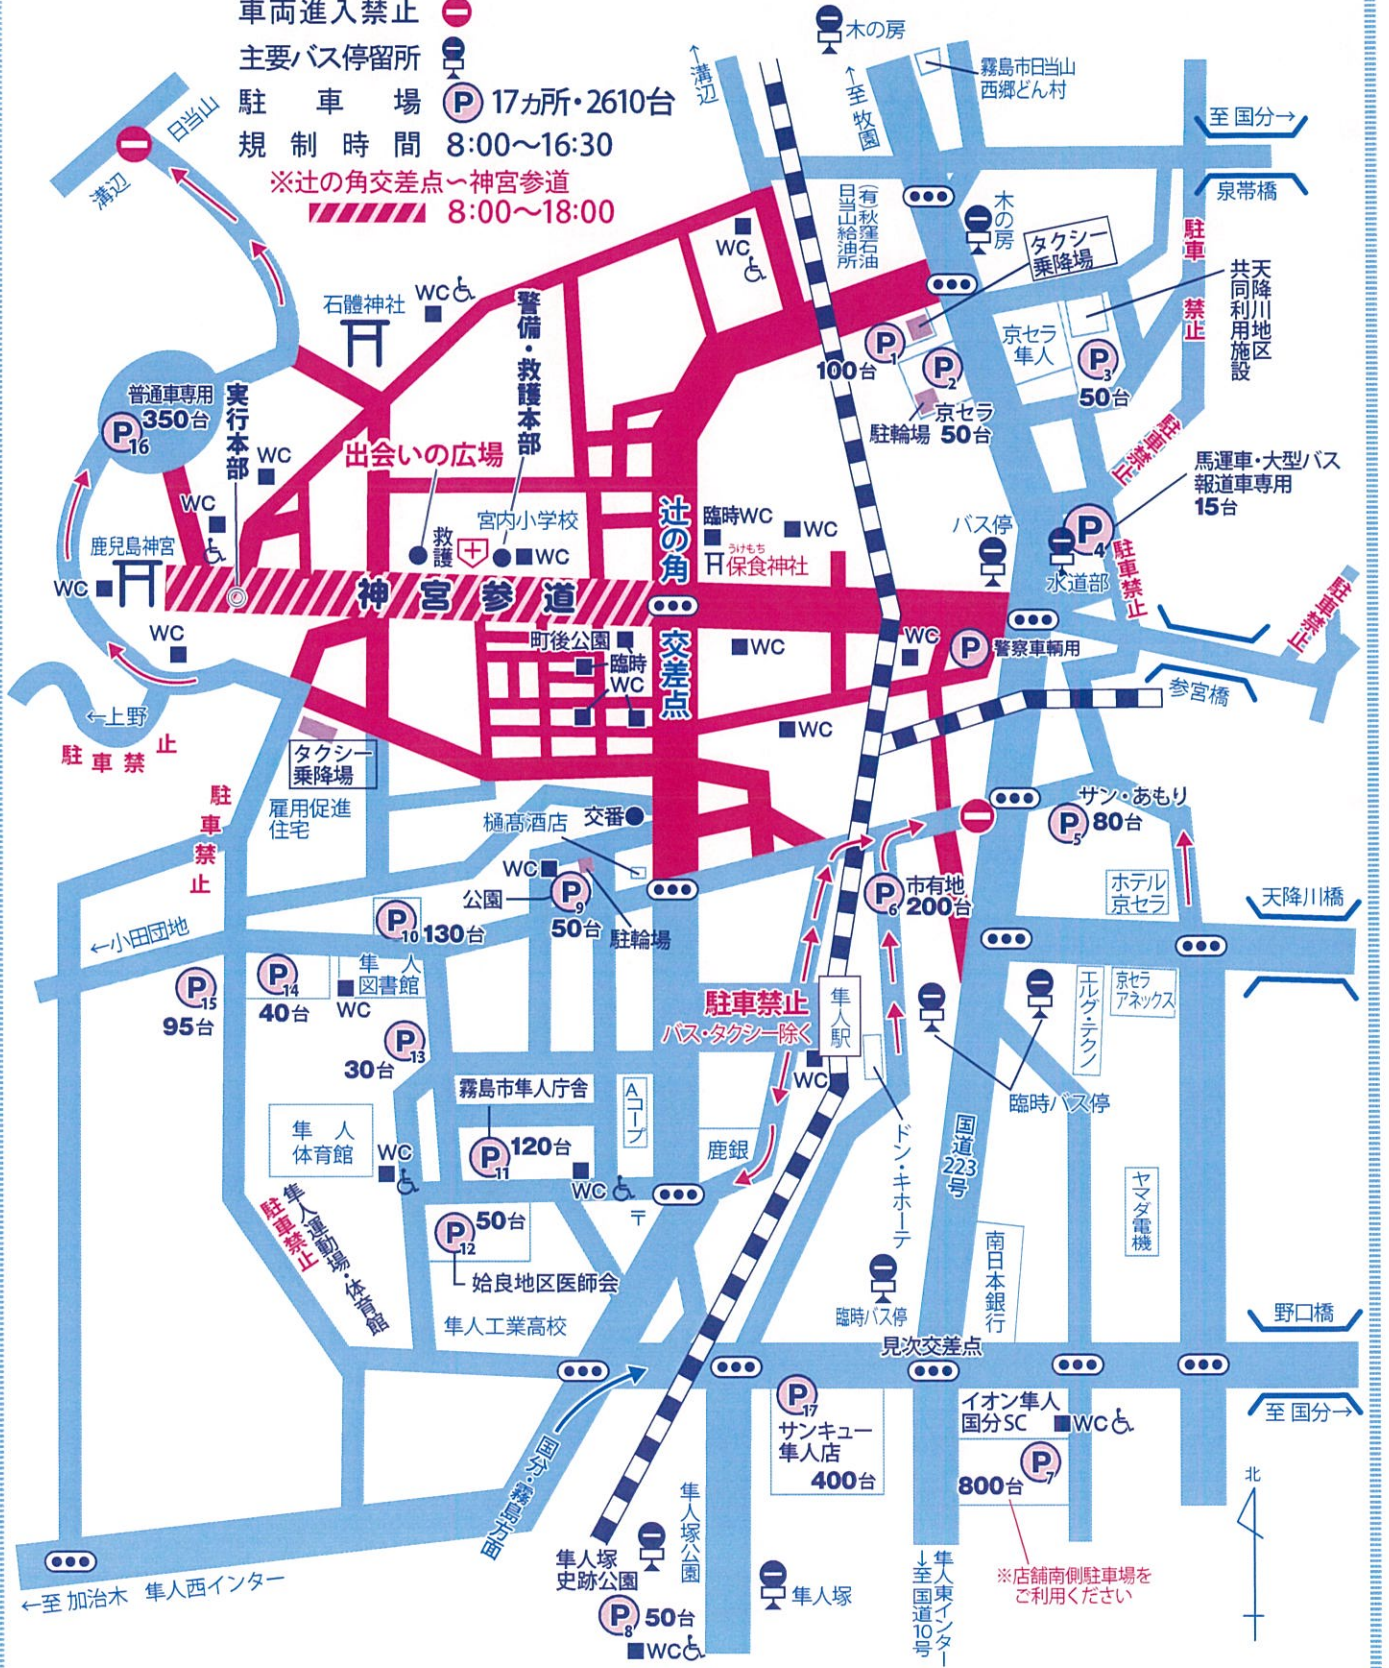 車両進入禁止
主要バス停留所
駐車場 P 17ヵ所・2610台
規制時間 8:00〜16:30
※辻の角交差点〜神宮参道
8:00〜18:00
木の房
↑溝辺
↑至 牧園
霧島市日当山
西郷どん村
至 国分→
泉帯橋
日当山
溝辺
(有)秋窪石油
日当山給油所
木の房
タクシー
乗降場
駐車禁止
天降川地区
共同利用施設
WC
石體神社
WC
警備・救護本部
京セラ
隼人
P1
100台
P2
京セラ
50台
駐輪場
P3
50台
普通車専用
350台
P16
実行本部
WC
出会いの広場
駐車禁止
馬運車・大型バス
報道車専用
15台
WC
鹿兒島神宮
WC
救護
宮内小学校
WC
辻の角
臨時WC
WC
うけもち
保食神社
バス停
P4
水道部
駐車禁止
駐車禁止
神宮参道
WC
町後公園
臨時
WC
交差点
WC
WC
P
警察車輌用
参宮橋
←上野
駐車禁止
WC
タクシー
乗降場
駐車禁止
雇用促進
住宅
樋髙酒店
交番
サン・あもり
P5
80台
WC
公園
P9
50台
駐輪場
P6
市有地
200台
ホテル
京セラ
天降川橋
←小田団地
P10
130台
P15
95台
P14
40台
隼人
図書館
WC
P13
30台
駐車禁止
バス・タクシー除く
隼人駅
WC
エルグ・テクノ
京セラ
アネックス
臨時バス停
霧島市隼人庁舎
Aコープ
隼人
体育館
WC
P11
120台
WC
鹿銀
ドン・キホーテ
国道223号
ヤマダ電機
〒
隼人運動場・体育館
駐車禁止
P12
50台
姶良地区医師会
隼人工業高校
臨時バス停
南日本銀行
野口橋
見次交差点
至 国分→
P17
サンキュー
隼人店
400台
イオン隼人
国分SC
WC
P7
800台
国分・霧島方面
北
隼人塚公園
隼人塚
史跡公園
P8
50台
WC
隼人塚
隼人東インター
↓至 国道10号
※店舗南側駐車場を
ご利用ください
←至 加治木 隼人西インター